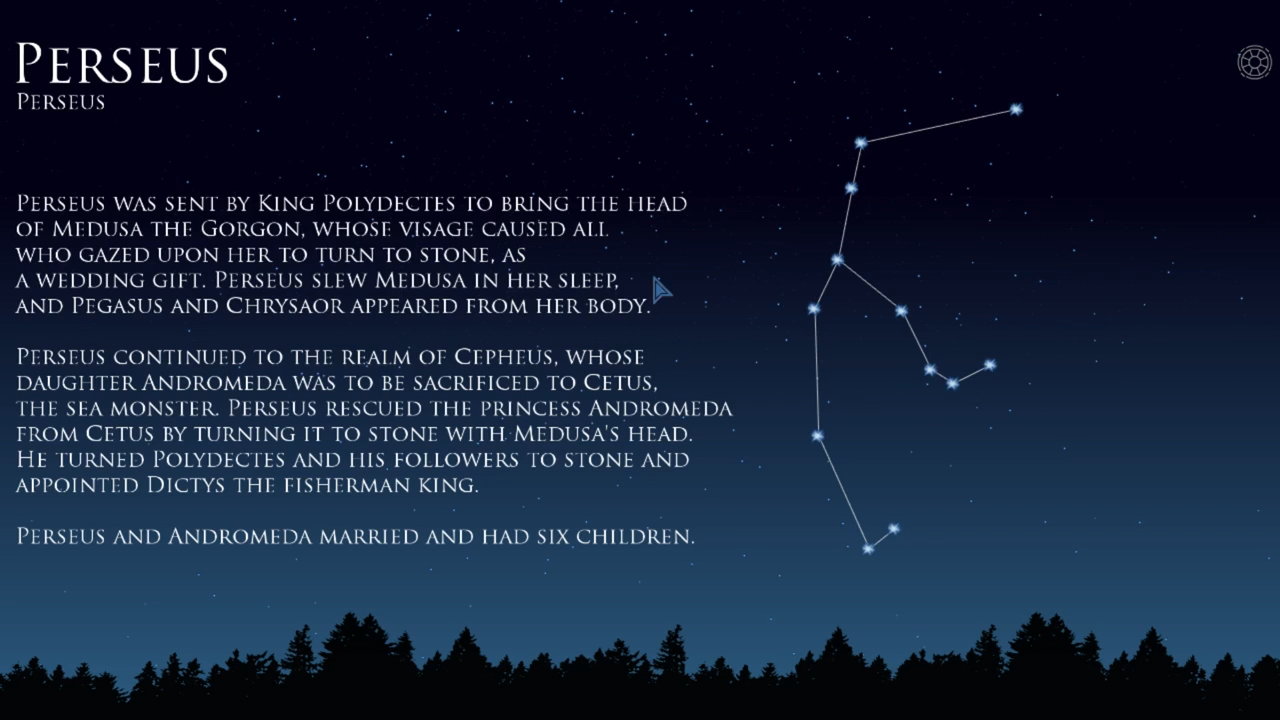 Perseus
Perseus
Perseus was sent by King Polydectes to bring the head
of Medusa the Gorgon, whose visage caused all
who gazed upon her to turn to stone, as
a wedding gift. Perseus slew Medusa in her sleep,
and Pegasus and Chrysaor appeared from her body.
Perseus continued to the realm of Cepheus, whose
daughter Andromeda was to be sacrificed to Cetus,
the sea monster. Perseus rescued the princess Andromeda
from Cetus by turning it to stone with Medusa's head.
He turned Polydectes and his followers to stone and
appointed Dictys the fisherman king.
Perseus and Andromeda married and had six children.